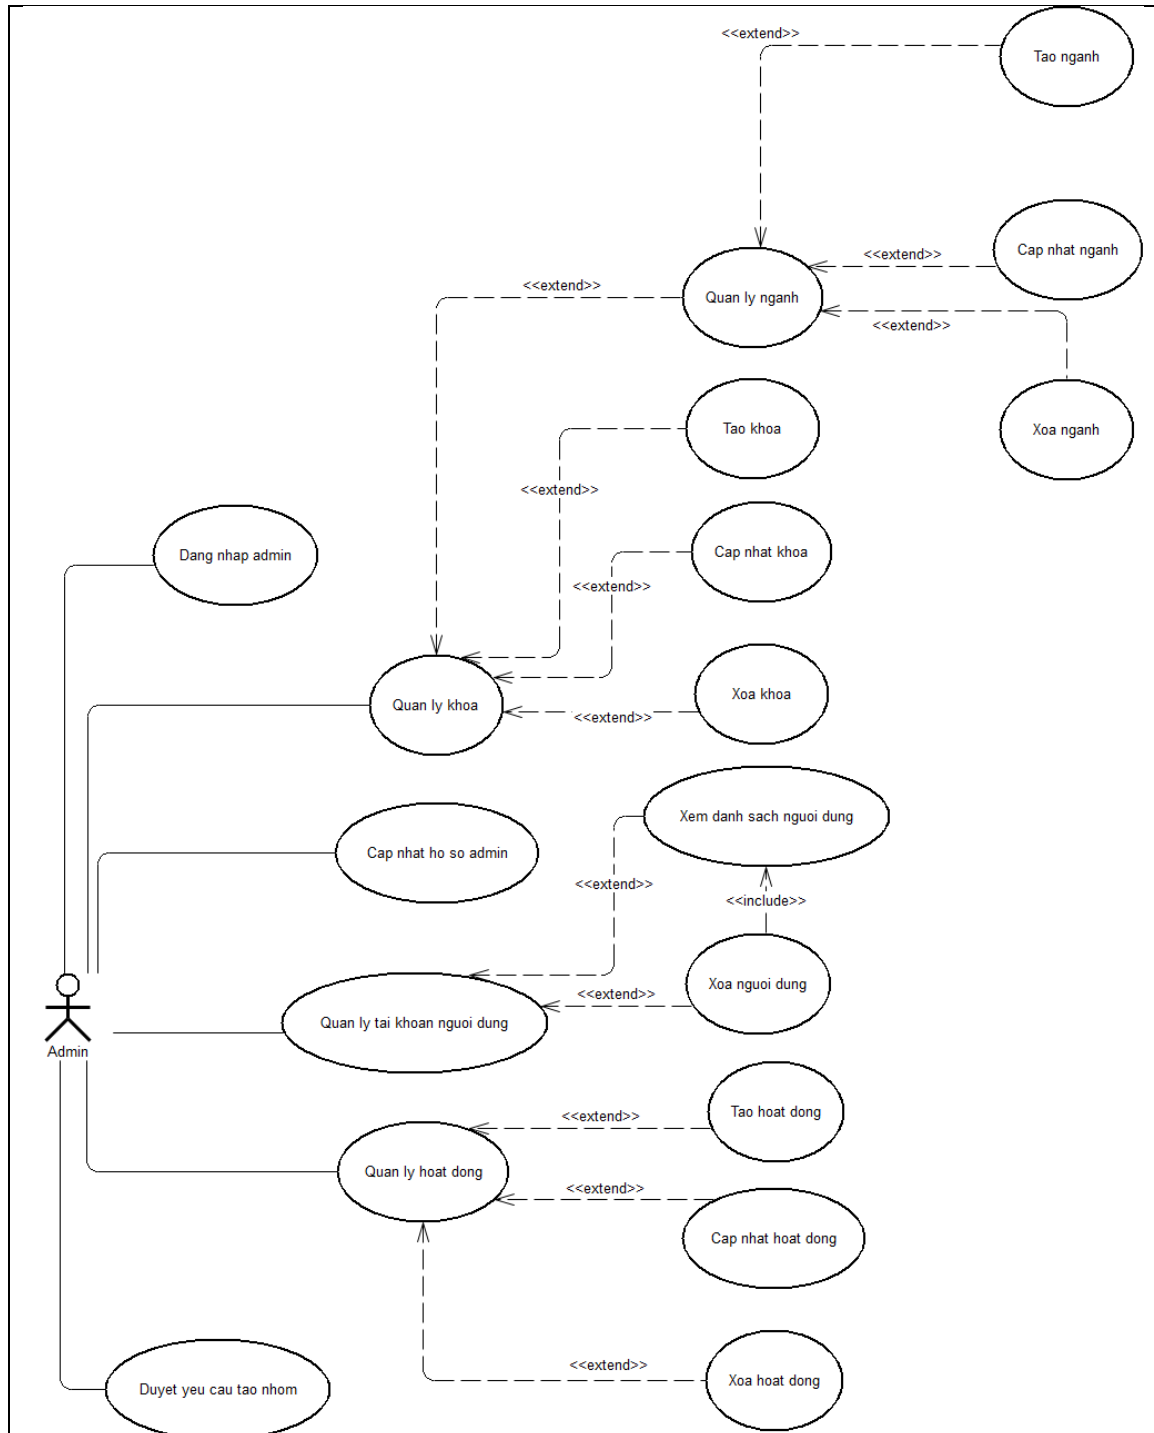 <<extend>>
Tao nganh
Cap nhat nganh
<<extend>>
<<extend>>
Quan ly nganh
<<extend>>
Tao khoa
Xoa nganh
<<extend>>
Dang nhap admin
Cap nhat khoa
<<extend>>
Xoa khoa
Quan ly khoa
<<extend>>
Xem danh sach nguoi dung
Cap nhat ho so admin
<<extend>>
<<include>>
Xoa nguoi dung
<<extend>>
Quan ly tai khoan nguoi dung
Admin
Tao hoat dong
<<extend>>
Quan ly hoat dong
<<extend>>
Cap nhat hoat dong
<<extend>>
Xoa hoat dong
Duyet yeu cau tao nhom